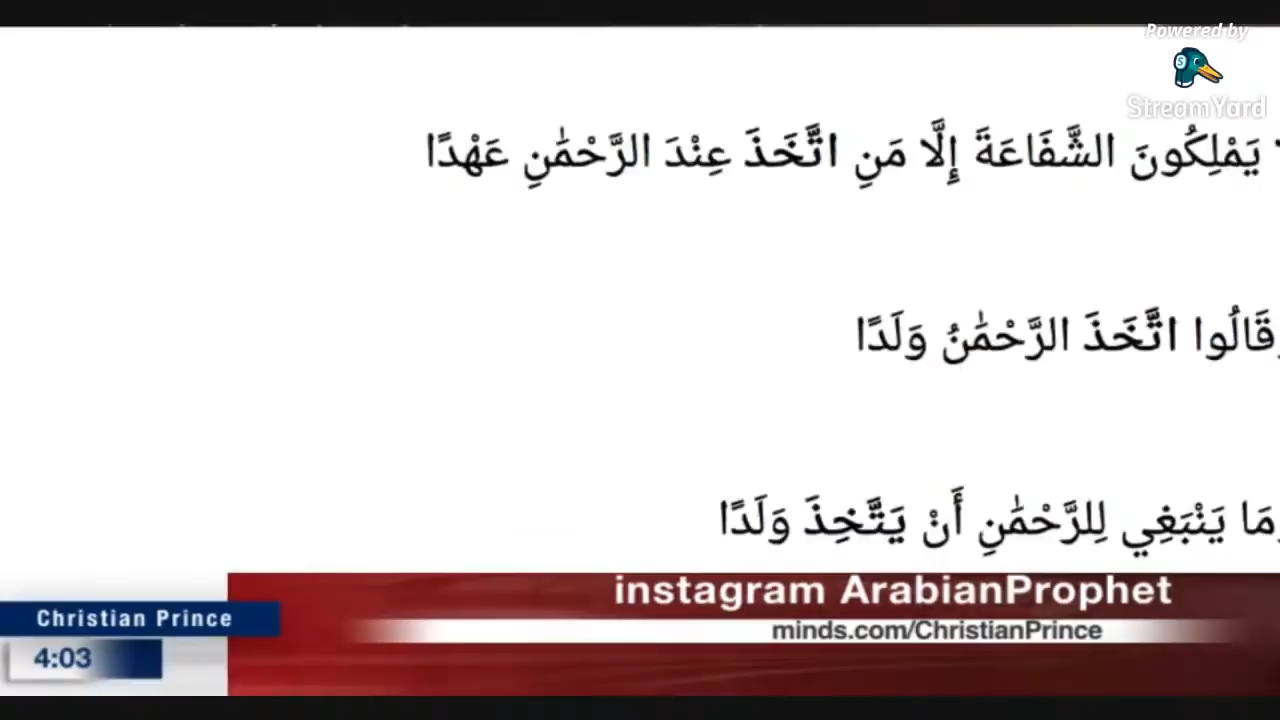 Powered by
StreamYard
يَمْلِكُونَ الشَّفَاعَةَ إِلَّا مَنِ اتَّخَذَ عِنْدَ الرَّحْمَٰنِ عَهْدًا
وَقَالُوا اتَّخَذَ الرَّحْمَٰنُ وَلَدًا
وَمَا يَنْبَغِي لِلرَّحْمَٰنِ أَنْ يَتَّخِذَ وَلَدًا
instagram ArabianProphet
minds.com/ChristianPrince
Christian Prince
4:03